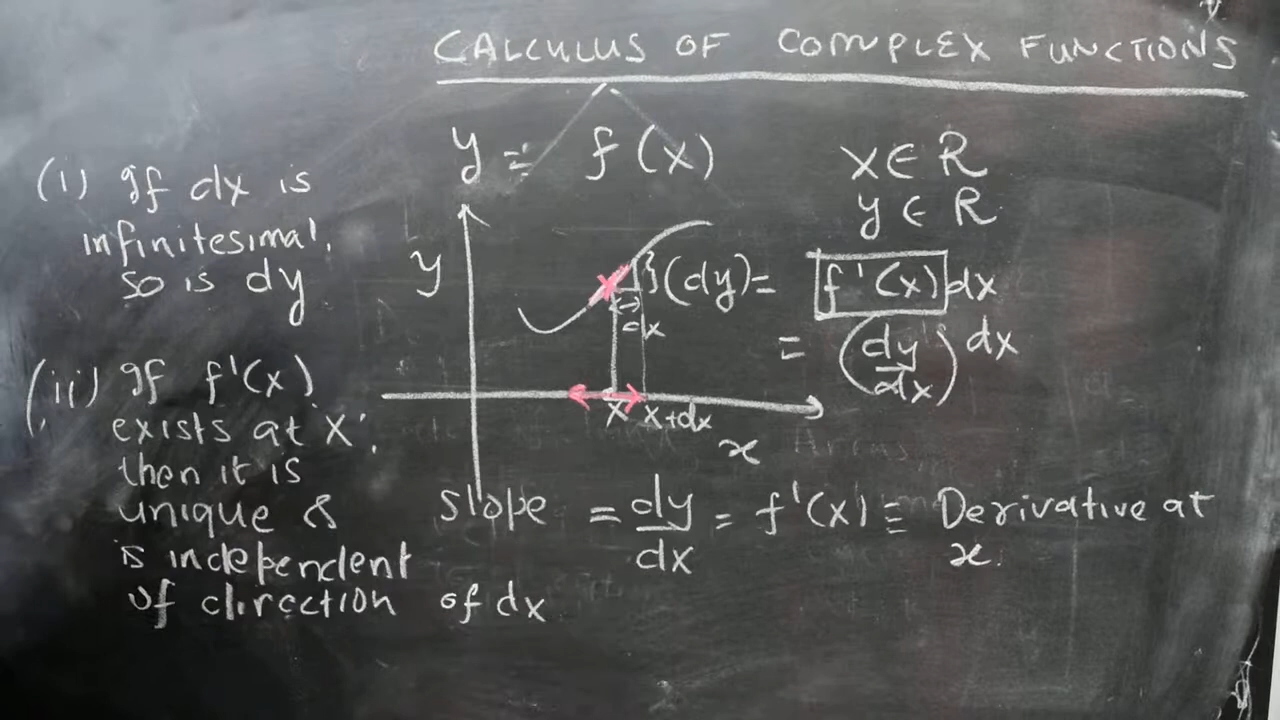 CALCULUS OF COMPLEX FUNCTIONS
y = f(x)
x ∈ R
y ∈ R
(i) If dx is
infinitesimal,
so is dy
(ii) If f'(x)
exists at x,
then it is
unique &
is independent
of direction of dx
y
}(dy) = f'(x) dx
dx
= (dy/dx) dx
x x+dx
x
slope = dy/dx = f'(x) ≡ Derivative at
x.